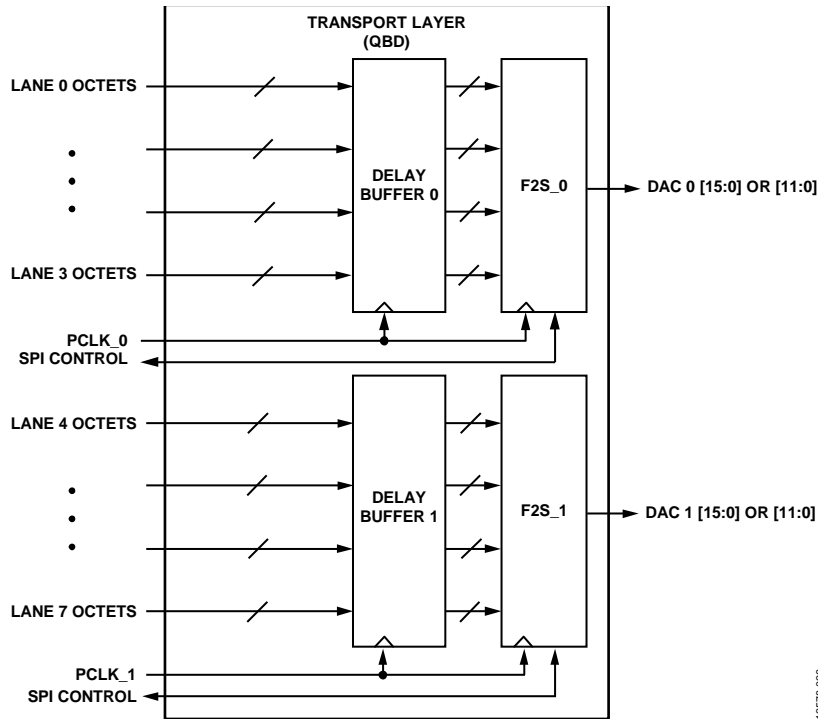 TRANSPORT LAYER
(QBD)
LANE 0 OCTETS
DELAY
BUFFER 0
F2S_0
DAC 0 [15:0] OR [11:0]
LANE 3 OCTETS
PCLK_0
SPI CONTROL
LANE 4 OCTETS
DELAY
BUFFER 1
F2S_1
DAC 1 [15:0] OR [11:0]
LANE 7 OCTETS
PCLK_1
SPI CONTROL